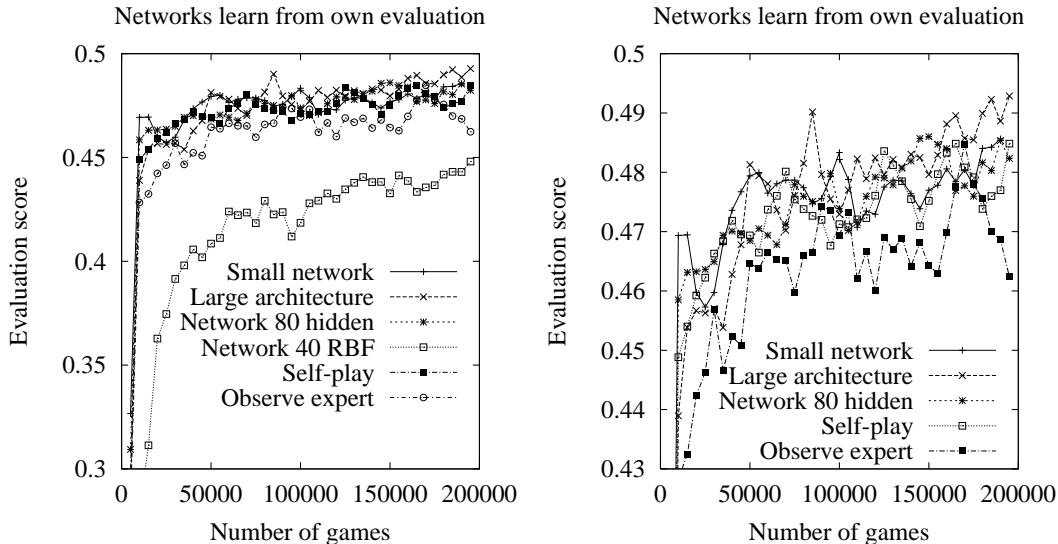 Networks learn from own evaluation
0.5
0.45
0.4
0.35
0.3
Evaluation score
Small network
Large architecture
Network 80 hidden
Network 40 RBF
Self-play
Observe expert
0 50000 100000 150000 200000
Number of games
Networks learn from own evaluation
0.5
0.49
0.48
0.47
0.46
0.45
0.44
0.43
Evaluation score
Small network
Large architecture
Network 80 hidden
Self-play
Observe expert
0 50000 100000 150000 200000
Number of games